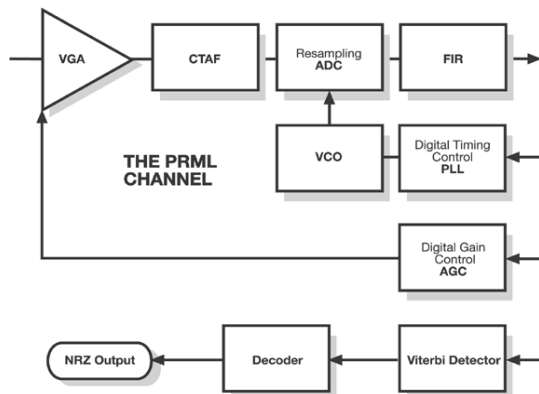 VGA
CTAF
Resampling
ADC
FIR
THE PRML
CHANNEL
VCO
Digital Timing
Control
PLL
Digital Gain
Control
AGC
NRZ Output
Decoder
Viterbi Detector